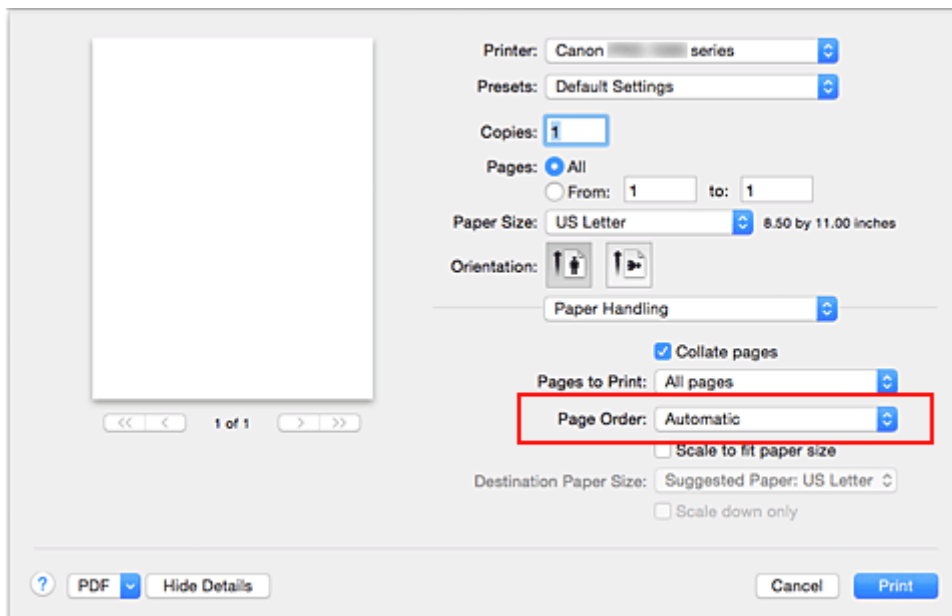 Printer: Canon series
Presets: Default Settings
Copies: 1
Pages: All
From: 1 to: 1
Paper Size: US Letter 8.50 by 11.00 inches
Orientation:
Paper Handling
Collate pages
Pages to Print: All pages
Page Order: Automatic
Scale to fit paper size
Destination Paper Size: Suggested Paper: US Letter
Scale down only
<< < 1 of 1 > >>
? PDF Hide Details Cancel Print